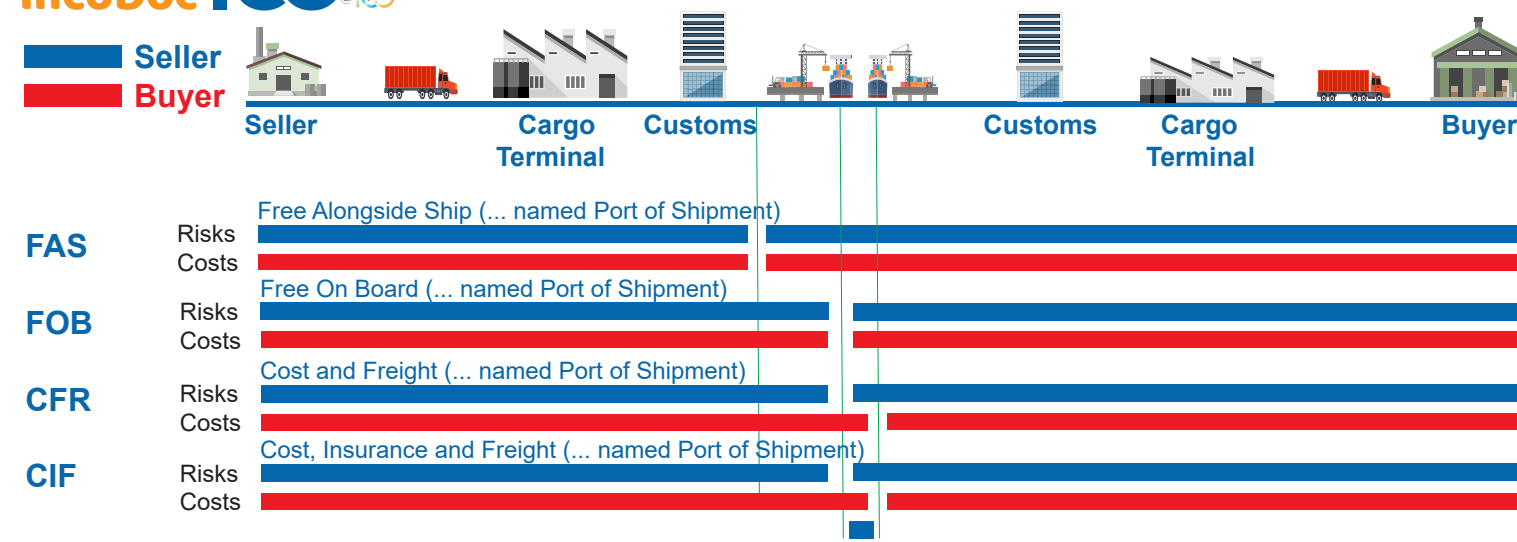 IncoDoc
Seller
Buyer
Seller
Cargo
Terminal
Customs
Customs
Cargo
Terminal
Buyer
Free Alongside Ship (... named Port of Shipment)
FAS
Risks
Costs
Free On Board (... named Port of Shipment)
FOB
Risks
Costs
Cost and Freight (... named Port of Shipment)
CFR
Risks
Costs
Cost, Insurance and Freight (... named Port of Shipment)
CIF
Risks
Costs